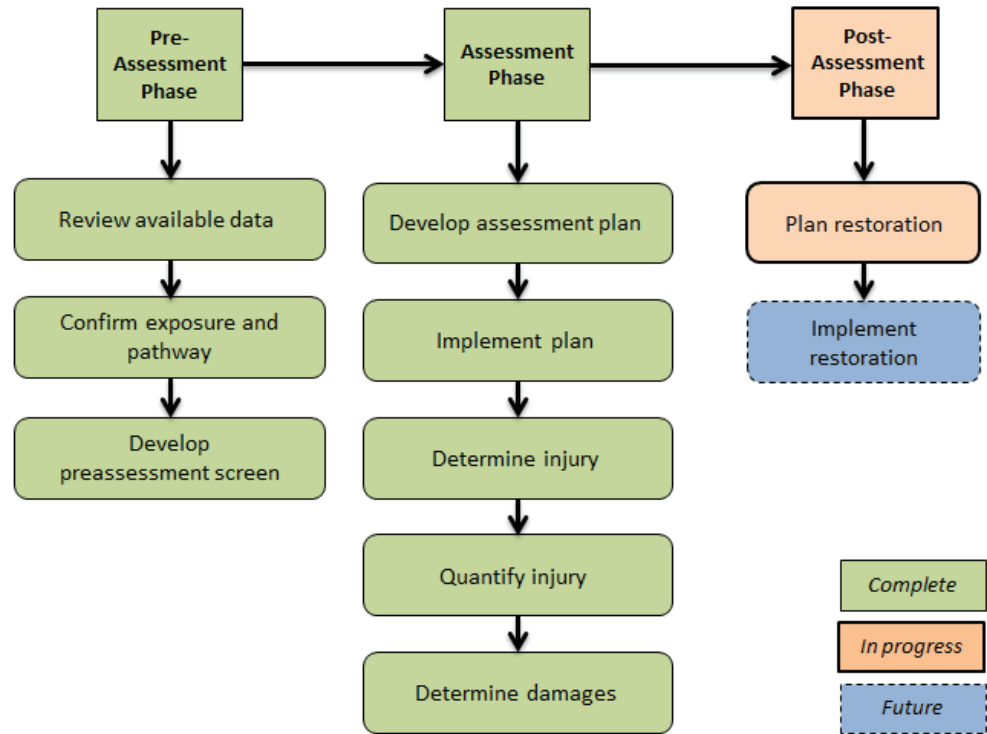 Pre-
Assessment
Phase
Assessment
Phase
Post-
Assessment
Phase
Review available data
Confirm exposure and
pathway
Develop
preassessment screen
Develop assessment plan
Implement plan
Determine injury
Quantify injury
Determine damages
Plan restoration
Implement
restoration
Complete
In progress
Future